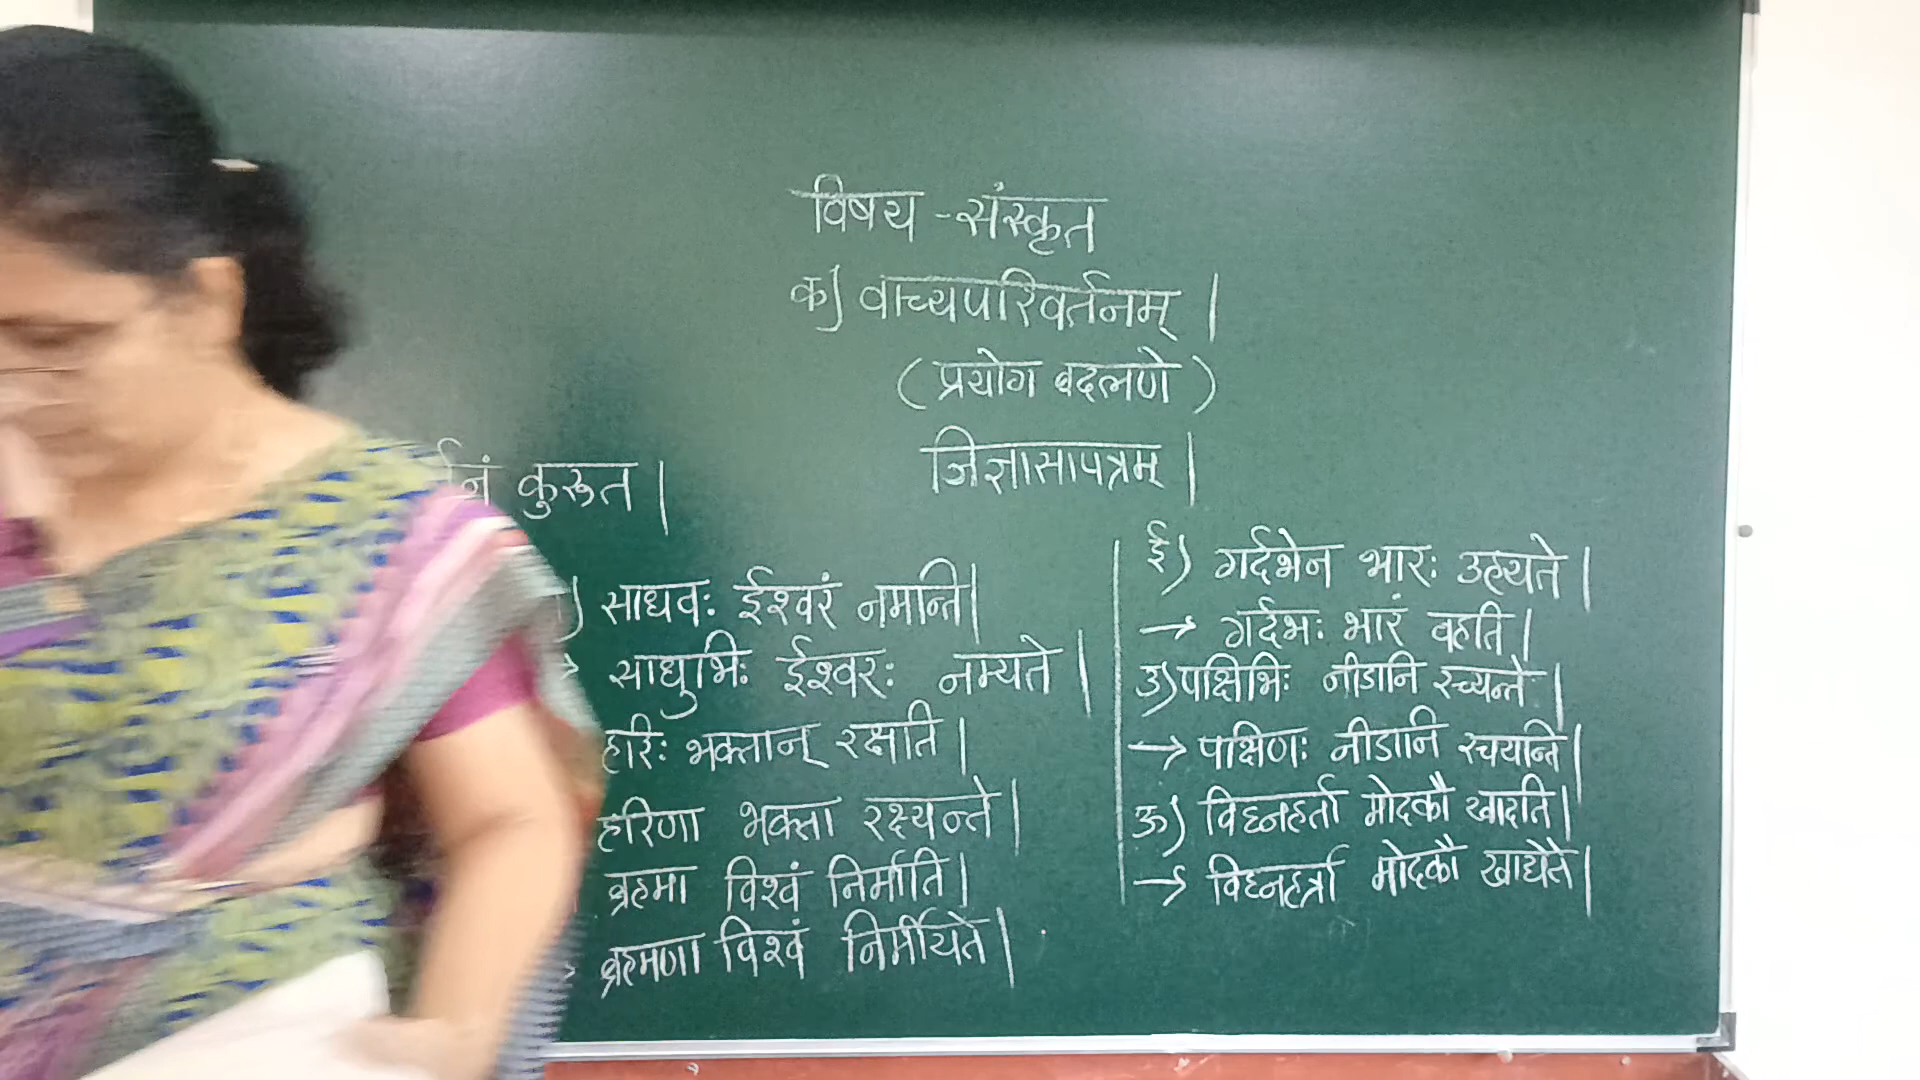 विषय - संस्कृत
क) वाच्यपरिवर्तनम् |
( प्रयोग बदलणे )
जिज्ञासापत्रम् |
कुरुत |
साधवः ईश्वरं नमन्ति |
साधुभिः ईश्वरः नम्यते |
हरिः भक्तान् रक्षति |
हरिणा भक्ता रक्ष्यन्ते |
ब्रह्मा विश्वं निर्माति |
ब्रह्मणा विश्वं निर्मीयते |
ई) गर्दभेन भारः उह्यते |
→ गर्दभः भारं वहति |
उ) पक्षिभिः नीडानि रच्यन्ते |
→ पक्षिणः नीडानि रचयन्ति |
ऊ) विघ्नहर्ता मोदकौ खादति |
→ विघ्नहर्त्रा मोदकौ खाद्येते |